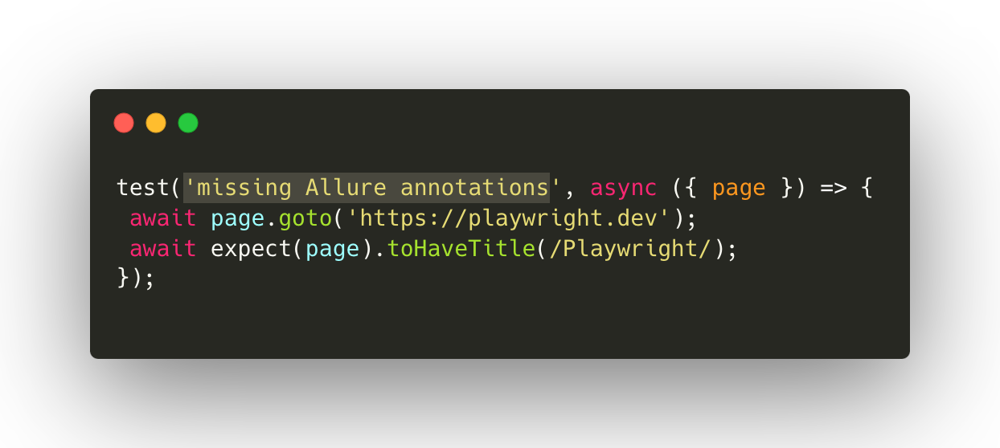 test('missing Allure annotations', async ({ page }) => {
 await page.goto('https://playwright.dev');
 await expect(page).toHaveTitle(/Playwright/);
});